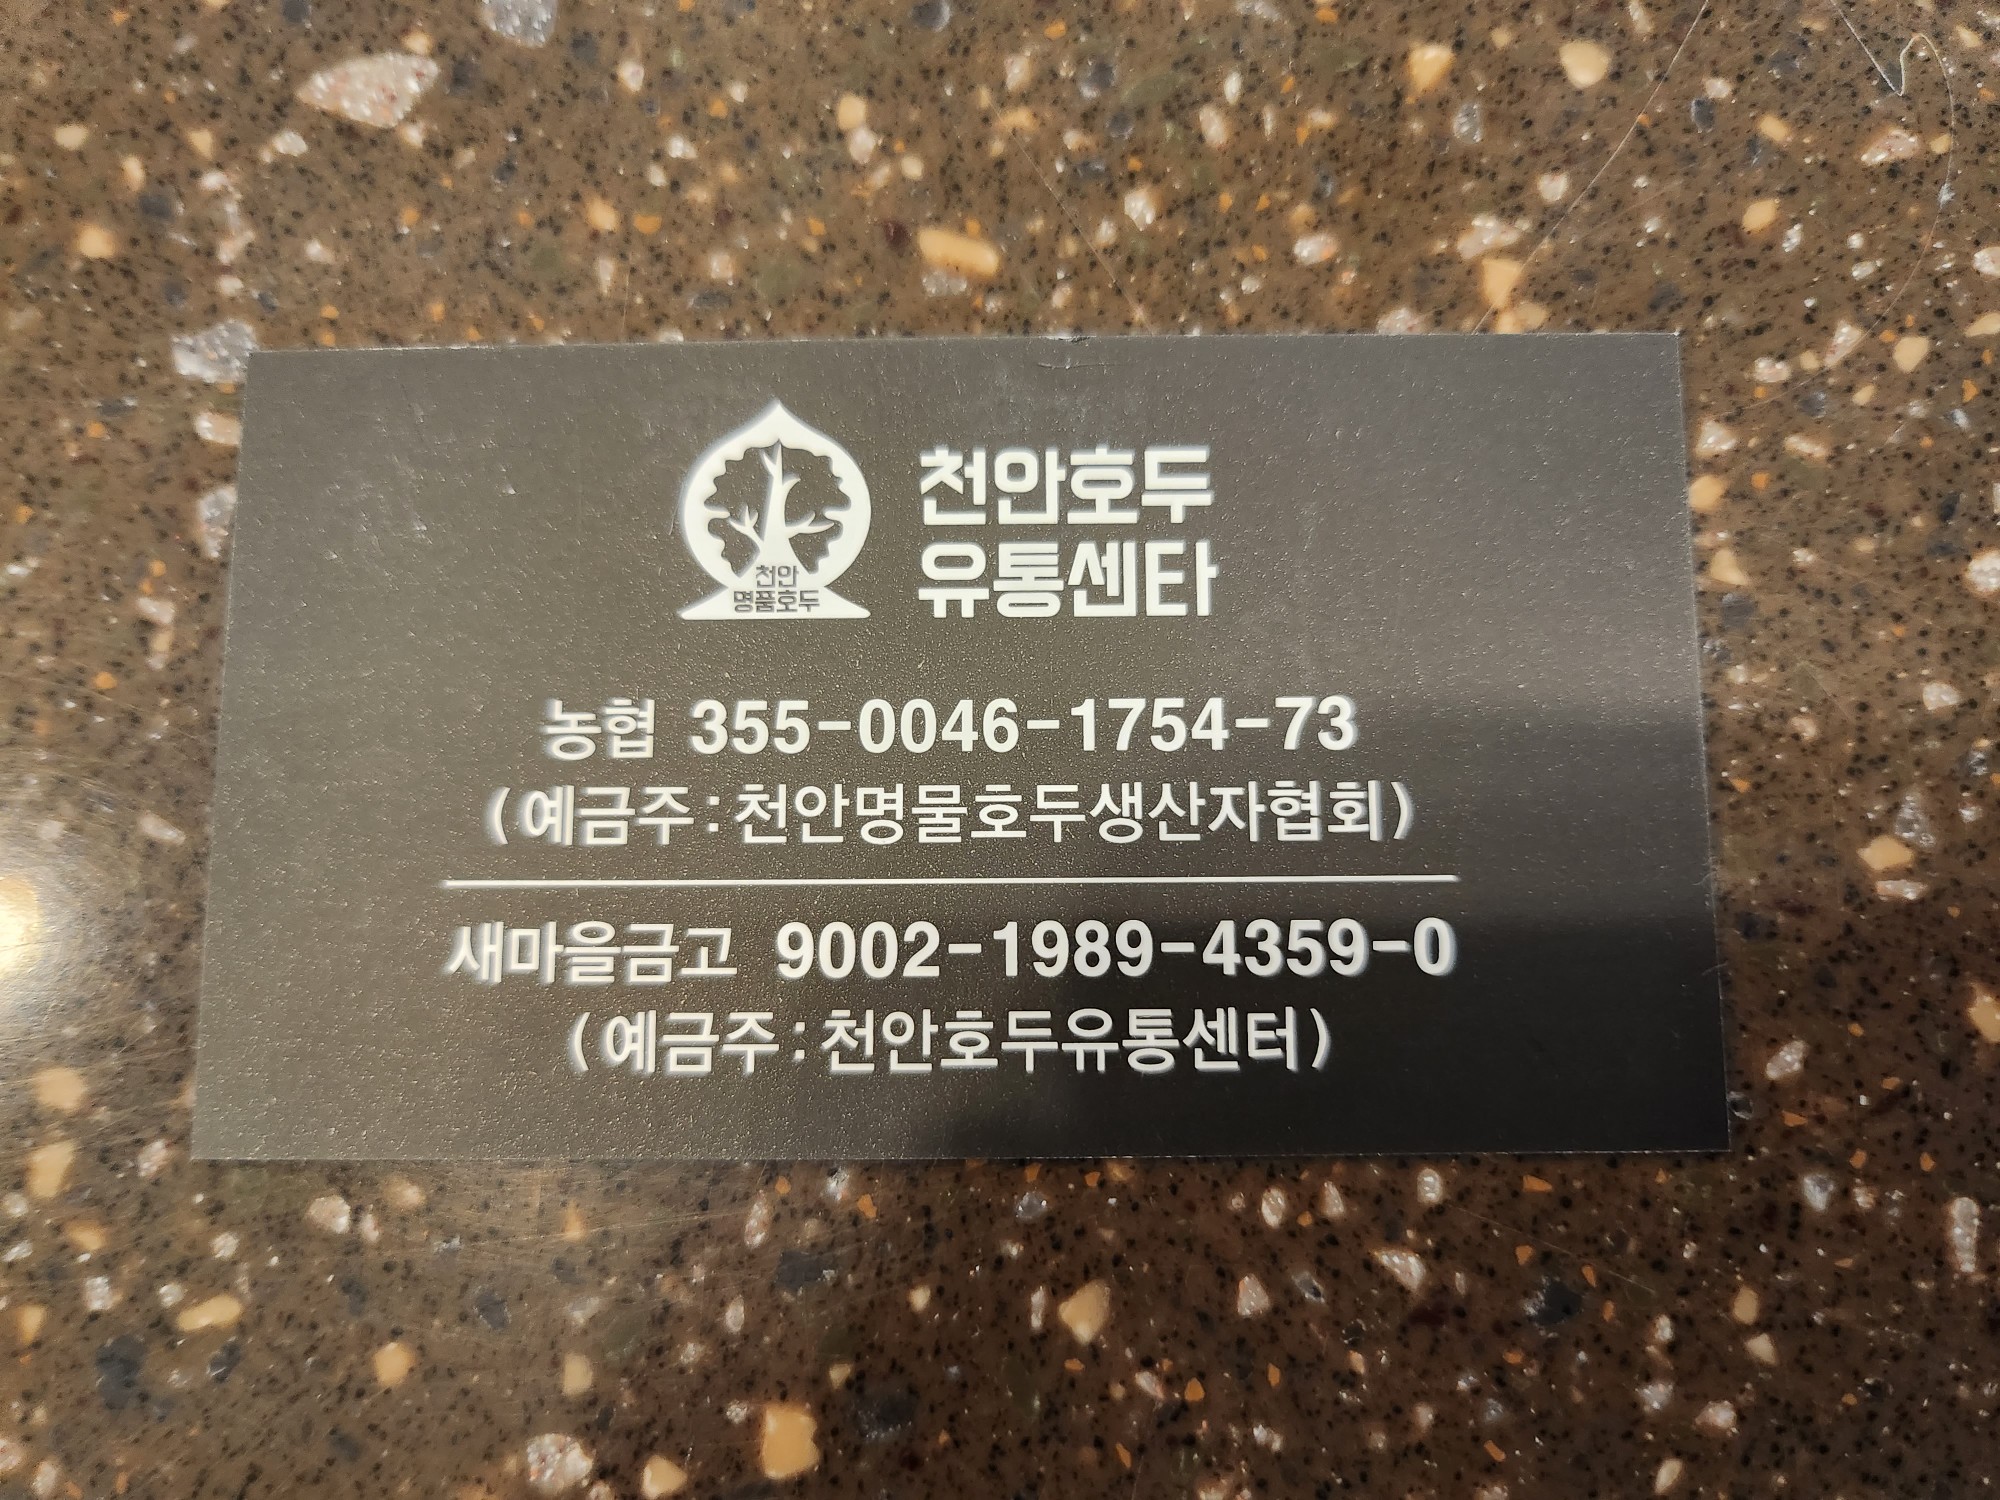 천안호두
유통센타
천안
명품호두
농협 355-0046-1754-73
(예금주:천안명물호두생산자협회)
새마을금고 9002-1989-4359-0
(예금주:천안호두유통센터)